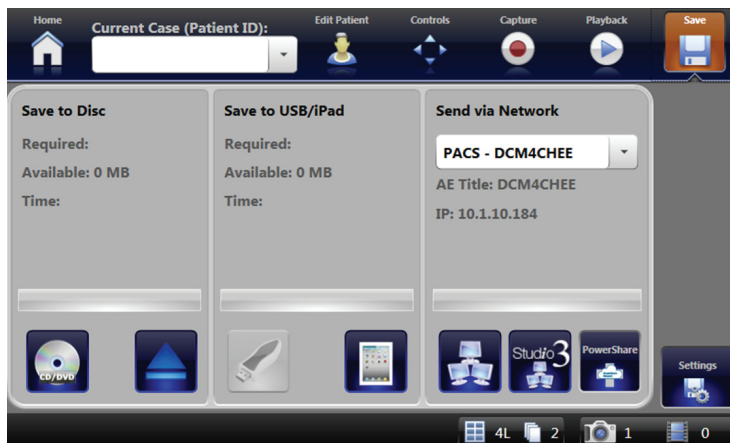 Home
Current Case (Patient ID):
Edit Patient
Controls
Capture
Playback
Save
Save to Disc
Required:
Available: 0 MB
Time:
CD/DVD
Save to USB/iPad
Required:
Available: 0 MB
Time:
Send via Network
PACS - DCM4CHEE
AE Title: DCM4CHEE
IP: 10.1.10.184
Studio3
PowerShare
Settings
4L
2
1
0